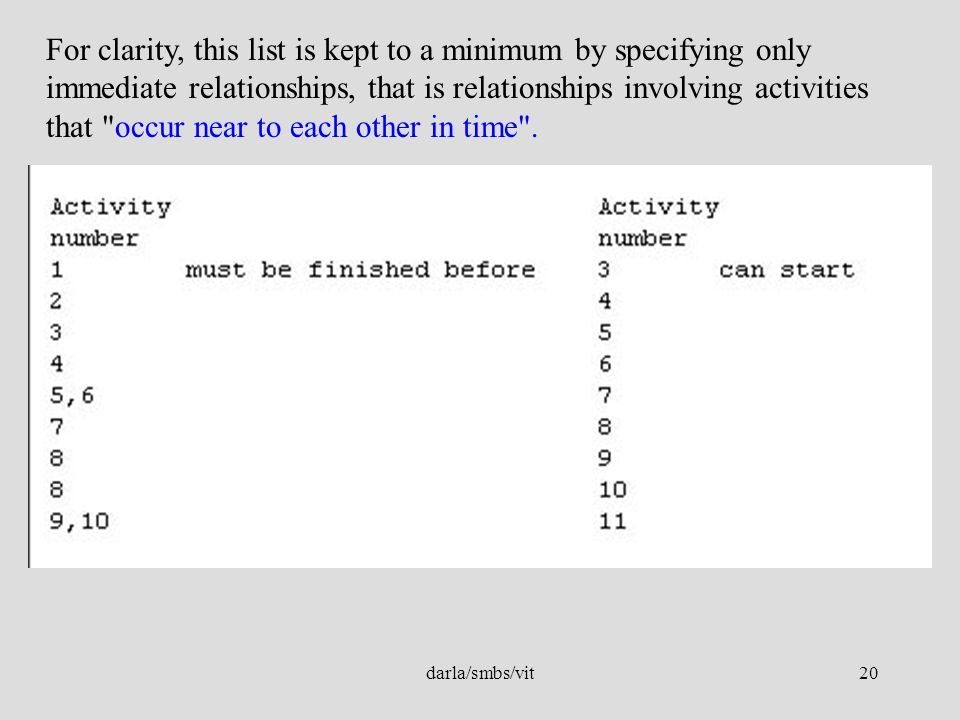 For clarity, this list is kept to a minimum by specifying only
immediate relationships, that is relationships involving activities
that "occur near to each other in time".
Activity Activity
number number
1 must be finished before 3 can start
2 4
3 5
4 6
5,6 7
7 8
8 9
8 10
9,10 11
darla/smbs/vit 20